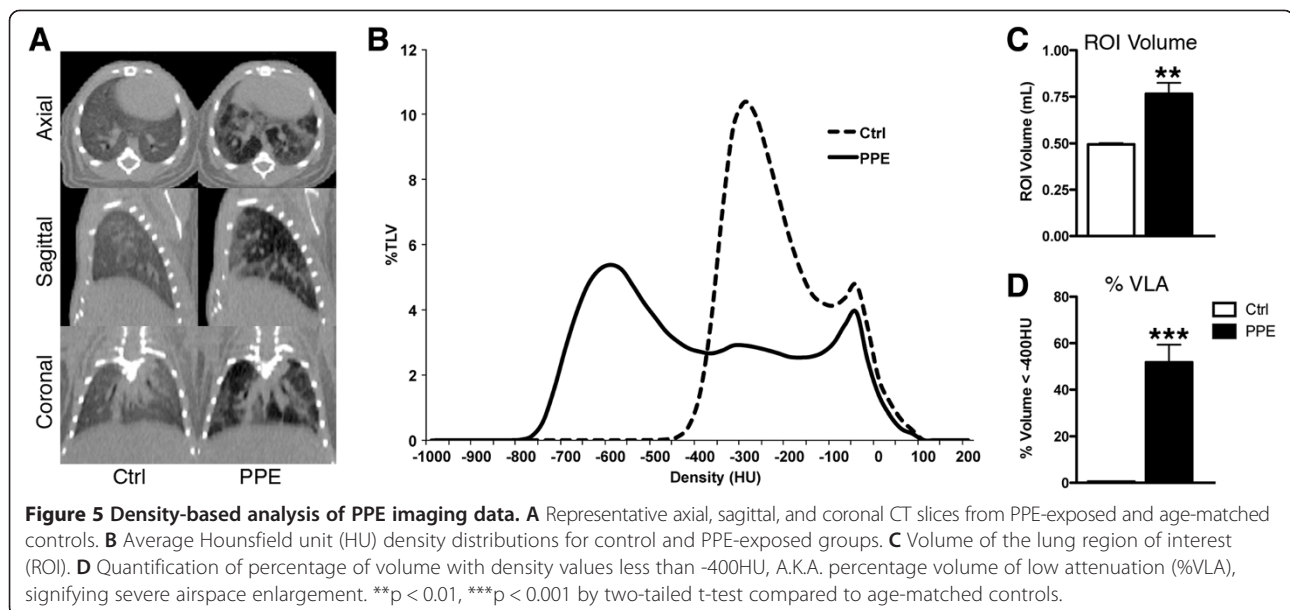 A
Axial
Sagittal
Coronal
Ctrl
PPE
B
12
10
8
6
4
2
0
%TLV
Ctrl
PPE
-1000 -900 -800 -700 -600 -500 -400 -300 -200 -100 0 100 200
Density (HU)
C
ROI Volume
1.00
0.75
0.50
0.25
0.00
ROI Volume (mL)
**
D
% VLA
80
60
40
20
0
% Volume < -400HU
***
Ctrl
PPE
Figure 5 Density-based analysis of PPE imaging data. A Representative axial, sagittal, and coronal CT slices from PPE-exposed and age-matched
controls. B Average Hounsfield unit (HU) density distributions for control and PPE-exposed groups. C Volume of the lung region of interest
(ROI). D Quantification of percentage of volume with density values less than -400HU, A.K.A. percentage volume of low attenuation (%VLA),
signifying severe airspace enlargement. **p < 0.01, ***p < 0.001 by two-tailed t-test compared to age-matched controls.